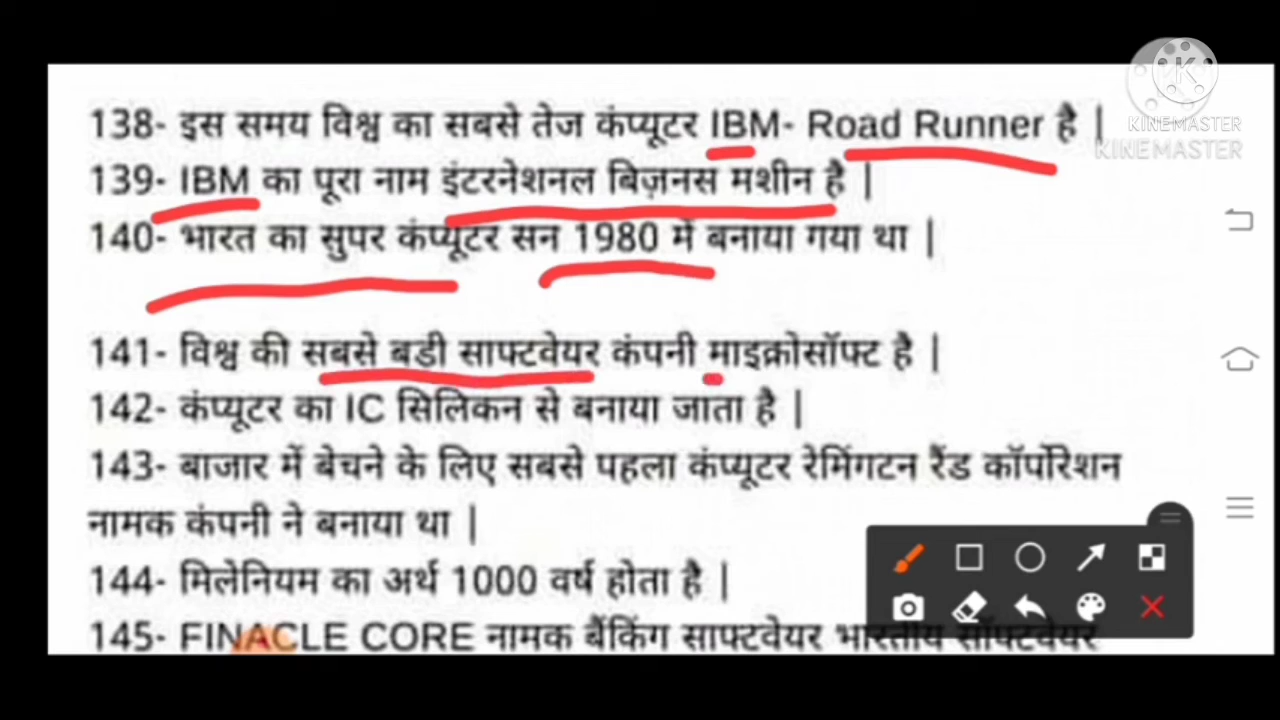 KINEMASTER
KINEMASTER
138- इस समय विश्व का सबसे तेज कंप्यूटर IBM- Road Runner है |
139- IBM का पूरा नाम इंटरनेशनल बिज़नस मशीन है |
140- भारत का सुपर कंप्यूटर सन 1980 में बनाया गया था |
141- विश्व की सबसे बडी साफ्टवेयर कंपनी माइक्रोसॉफ्ट है |
142- कंप्यूटर का IC सिलिकन से बनाया जाता है |
143- बाजार में बेचने के लिए सबसे पहला कंप्यूटर रेमिंगटन रैंड कॉर्पोरेशन
नामक कंपनी ने बनाया था |
144- मिलेनियम का अर्थ 1000 वर्ष होता है |
145- FINACLE CORE नामक बैंकिंग साफ्टवेयर भारतीय सॉफ्टवेयर